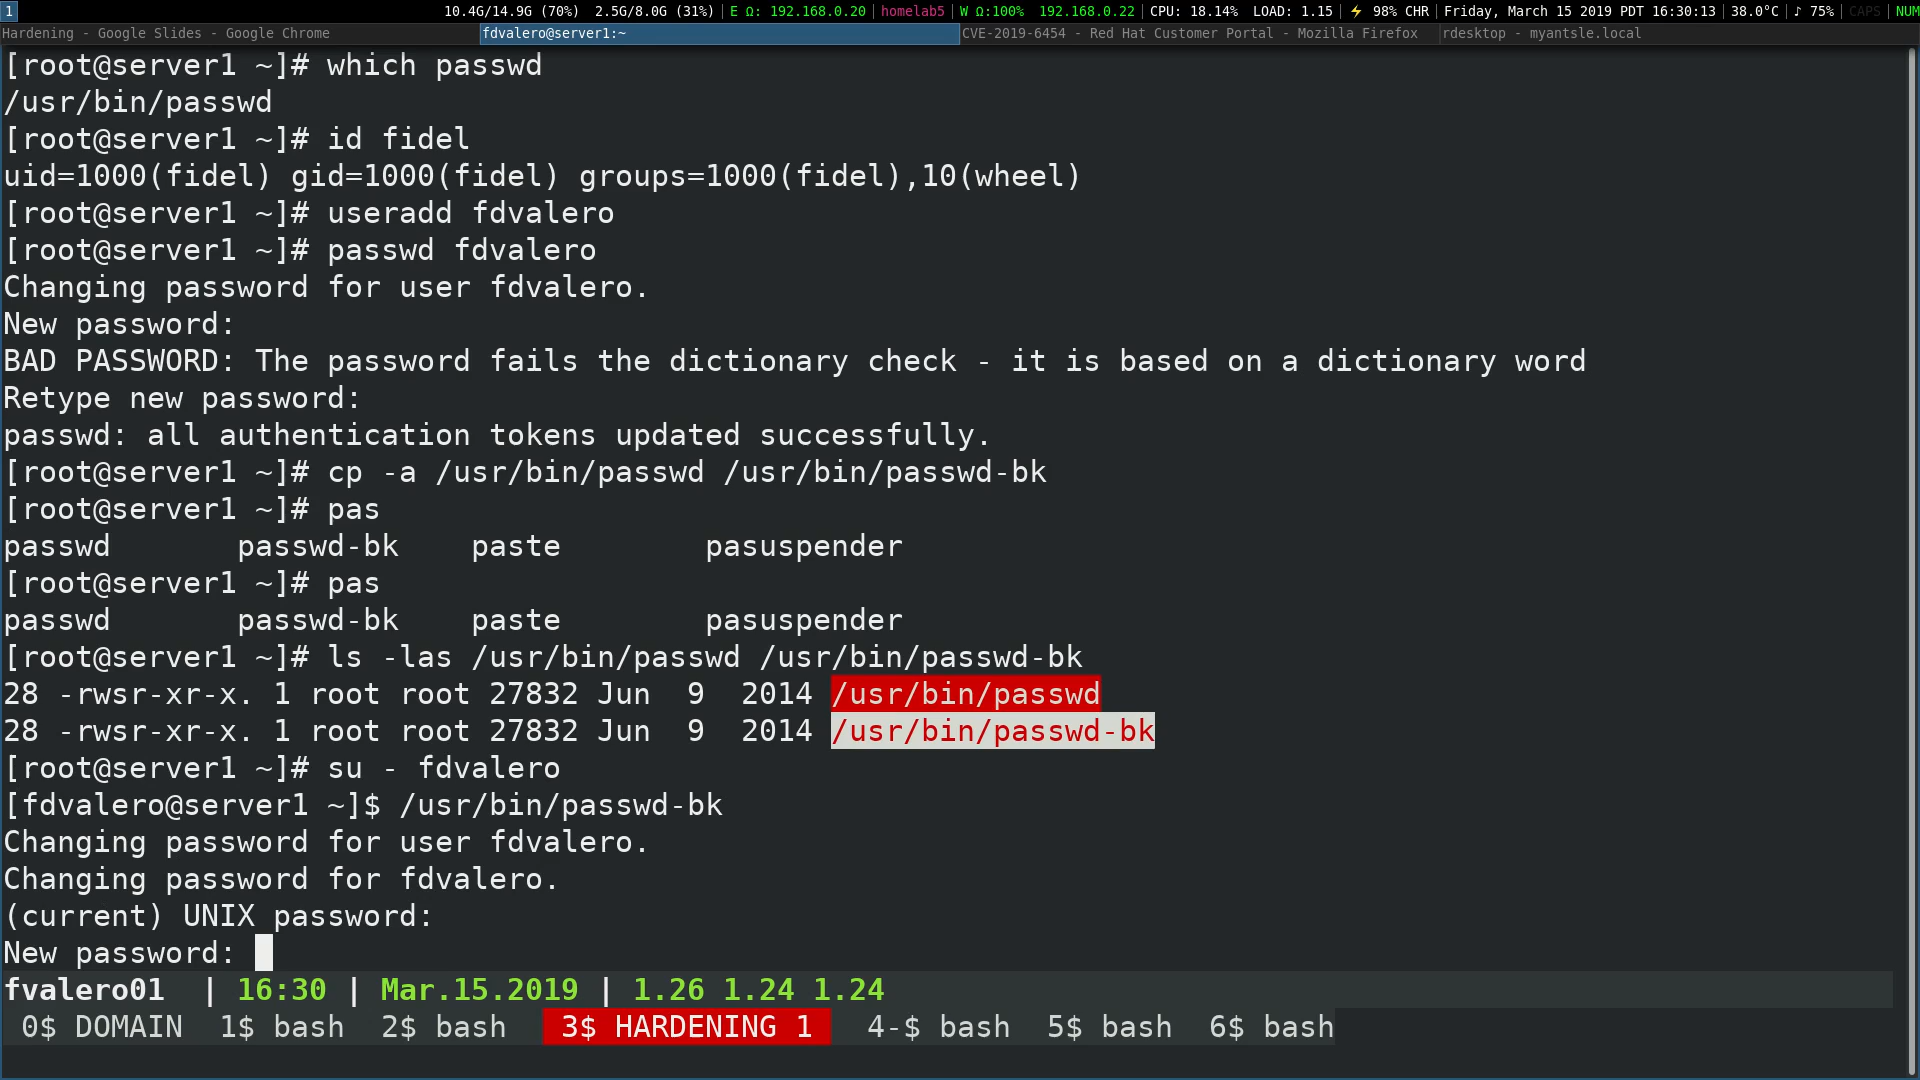 1 10.4G/14.9G (70%) 2.5G/8.0G (31%) | E Ω: 192.168.0.20 | homelab5 | W Ω:100% 192.168.0.22 | CPU: 18.14% LOAD: 1.15 | ⚡ 98% CHR | Friday, March 15 2019 PDT 16:30:13 | 38.0°C | ♪ 75% | CAPS | NUM
Hardening - Google Slides - Google Chrome fdvalero@server1:~ CVE-2019-6454 - Red Hat Customer Portal - Mozilla Firefox rdesktop - myantsle.local
[root@server1 ~]# which passwd
/usr/bin/passwd
[root@server1 ~]# id fidel
uid=1000(fidel) gid=1000(fidel) groups=1000(fidel),10(wheel)
[root@server1 ~]# useradd fdvalero
[root@server1 ~]# passwd fdvalero
Changing password for user fdvalero.
New password:
BAD PASSWORD: The password fails the dictionary check - it is based on a dictionary word
Retype new password:
passwd: all authentication tokens updated successfully.
[root@server1 ~]# cp -a /usr/bin/passwd /usr/bin/passwd-bk
[root@server1 ~]# pas
passwd passwd-bk paste pasuspender
[root@server1 ~]# pas
passwd passwd-bk paste pasuspender
[root@server1 ~]# ls -las /usr/bin/passwd /usr/bin/passwd-bk
28 -rwsr-xr-x. 1 root root 27832 Jun 9 2014 /usr/bin/passwd
28 -rwsr-xr-x. 1 root root 27832 Jun 9 2014 /usr/bin/passwd-bk
[root@server1 ~]# su - fdvalero
[fdvalero@server1 ~]$ /usr/bin/passwd-bk
Changing password for user fdvalero.
Changing password for fdvalero.
(current) UNIX password:
New password:
fvalero01 | 16:30 | Mar.15.2019 | 1.26 1.24 1.24
0$ DOMAIN 1$ bash 2$ bash 3$ HARDENING 1 4-$ bash 5$ bash 6$ bash